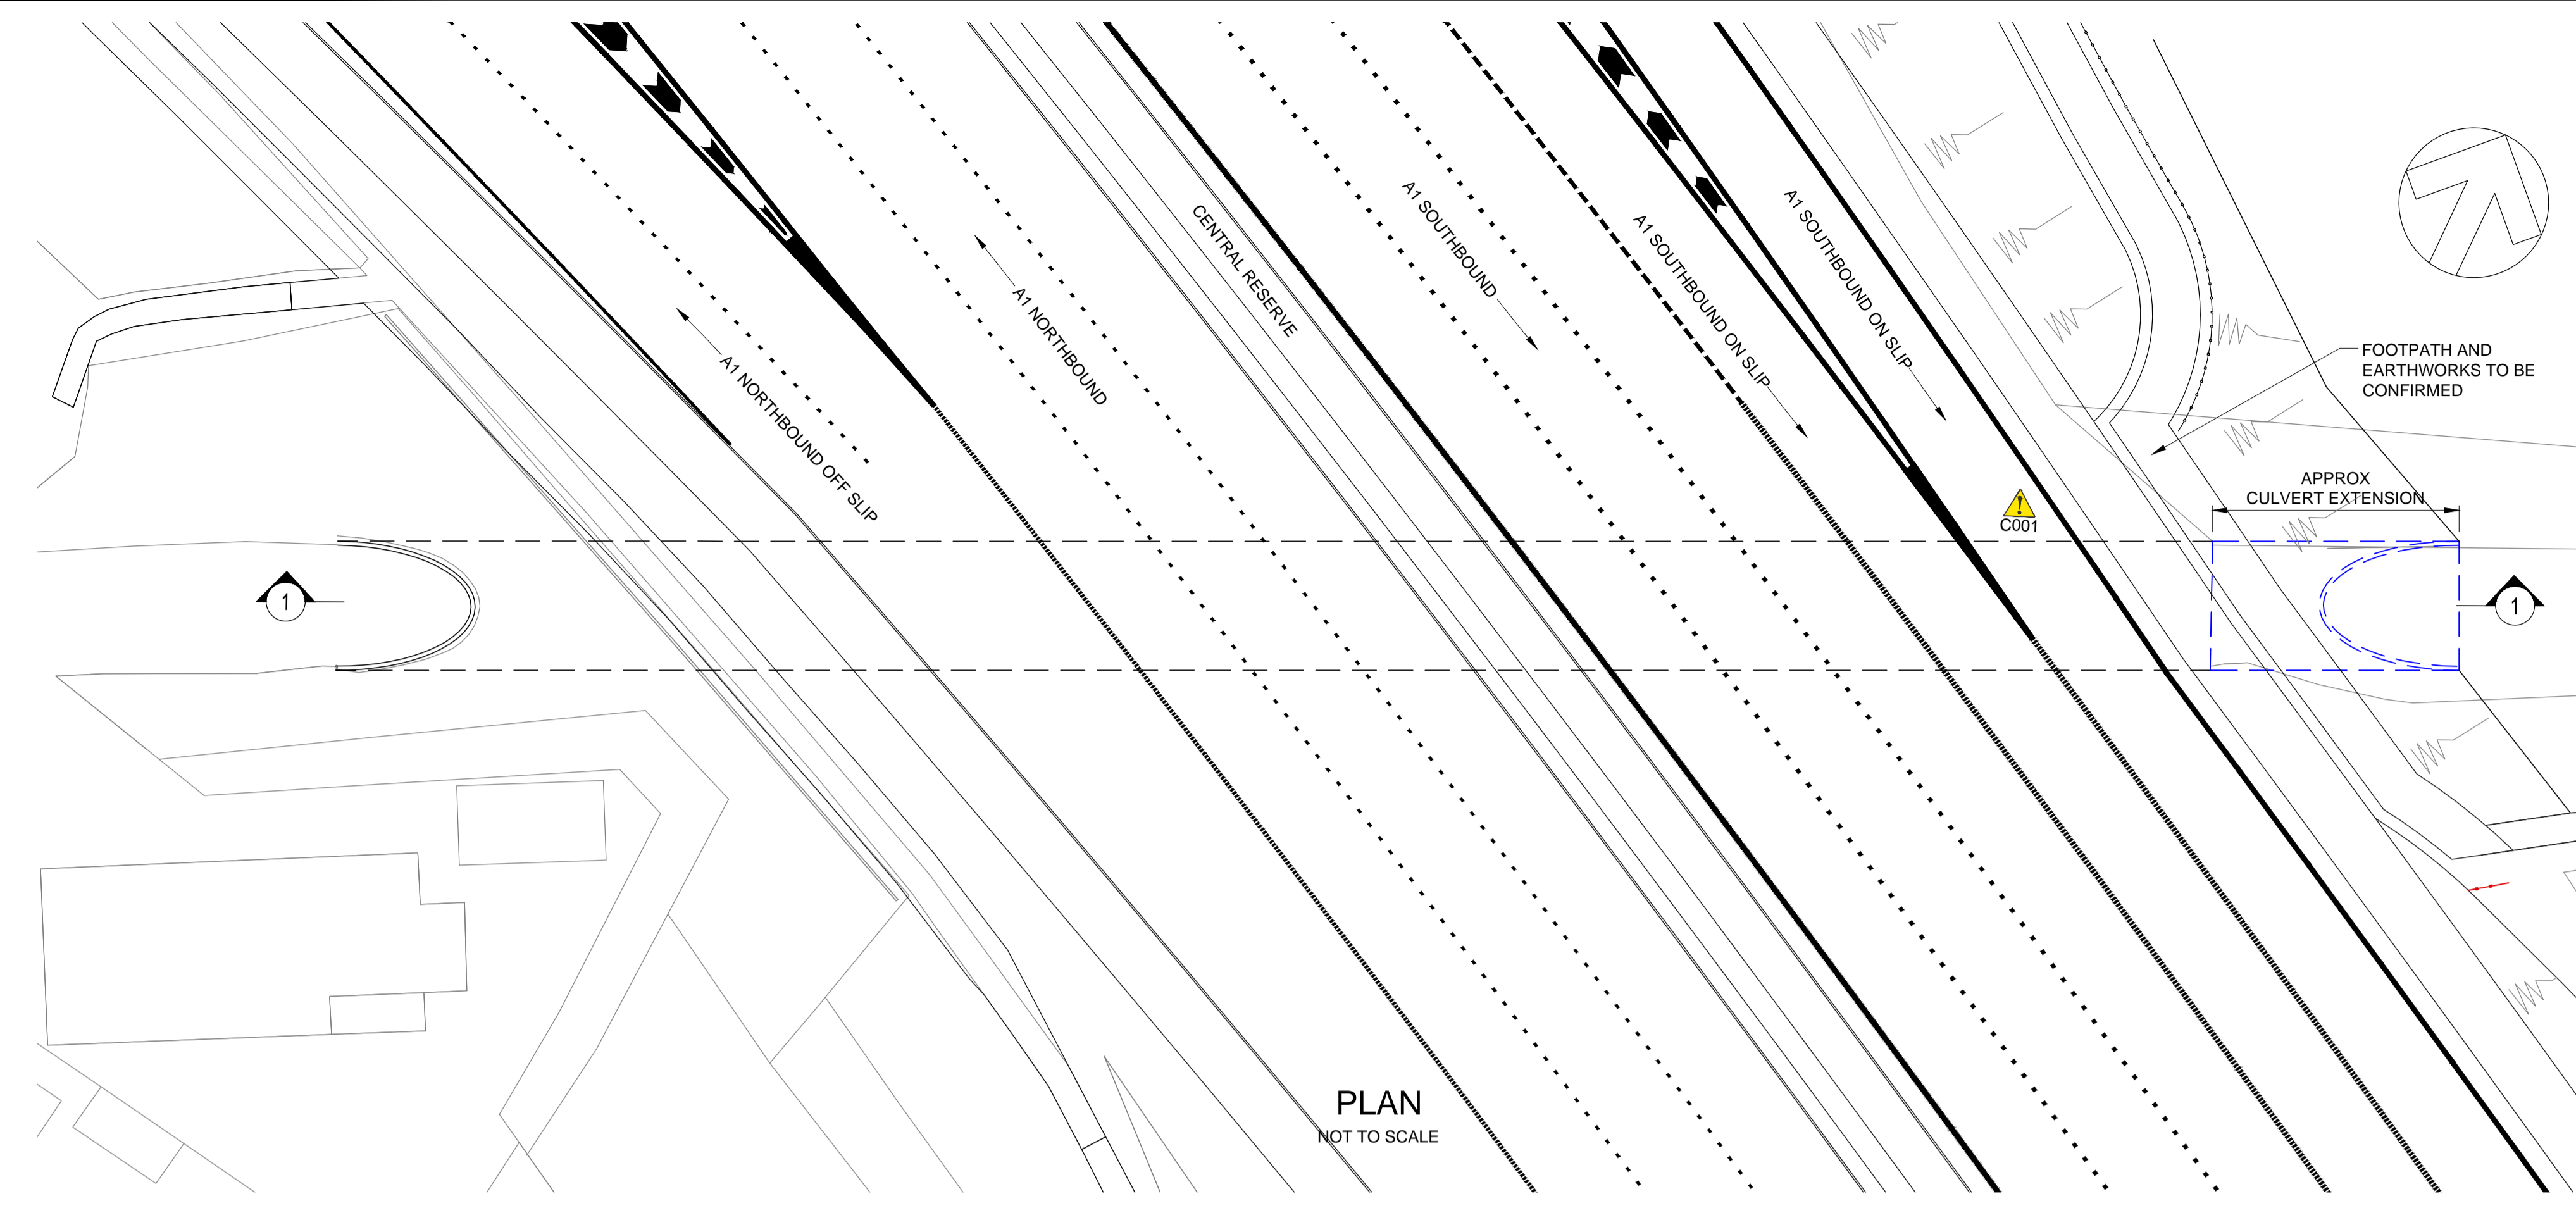 A1 NORTHBOUND OFF SLIP
A1 NORTHBOUND
CENTRAL RESERVE
A1 SOUTHBOUND
A1 SOUTHBOUND ON SLIP
A1 SOUTHBOUND ON SLIP
FOOTPATH AND
EARTHWORKS TO BE
CONFIRMED
APPROX
CULVERT EXTENSION
!
C001
1
1
PLAN
NOT TO SCALE